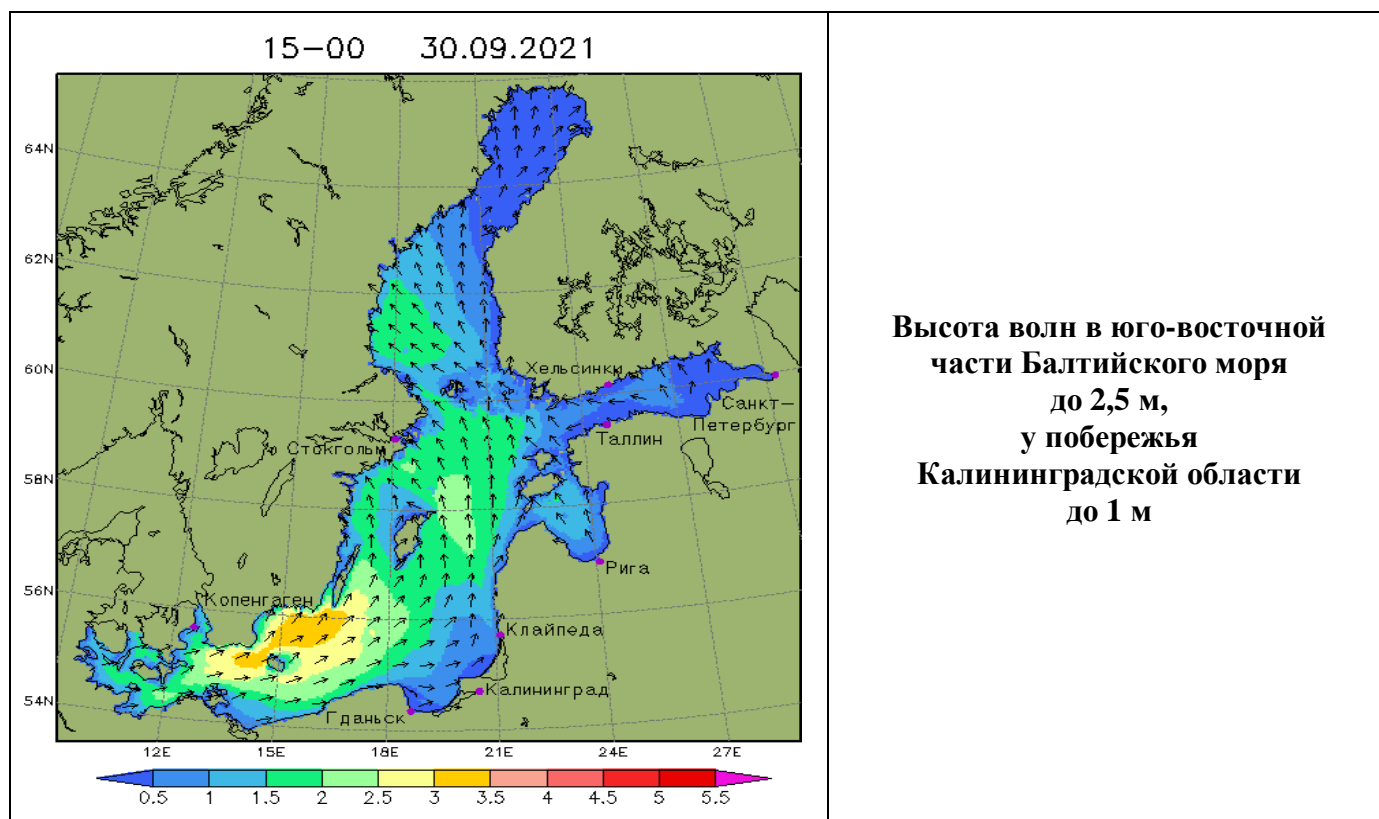 15-00 30.09.2021
64N
62N
60N
58N
56N
54N
Хельсинки
Санкт-
Петербург
Таллин
Стокгольм
Рига
Копенгаген
Клайпеда
Калининград
Гданьск
12E 15E 18E 21E 24E 27E
0.5 1 1.5 2 2.5 3 3.5 4 4.5 5 5.5
Высота волн в юго-восточной
части Балтийского моря
до 2,5 м,
у побережья
Калининградской области
до 1 м